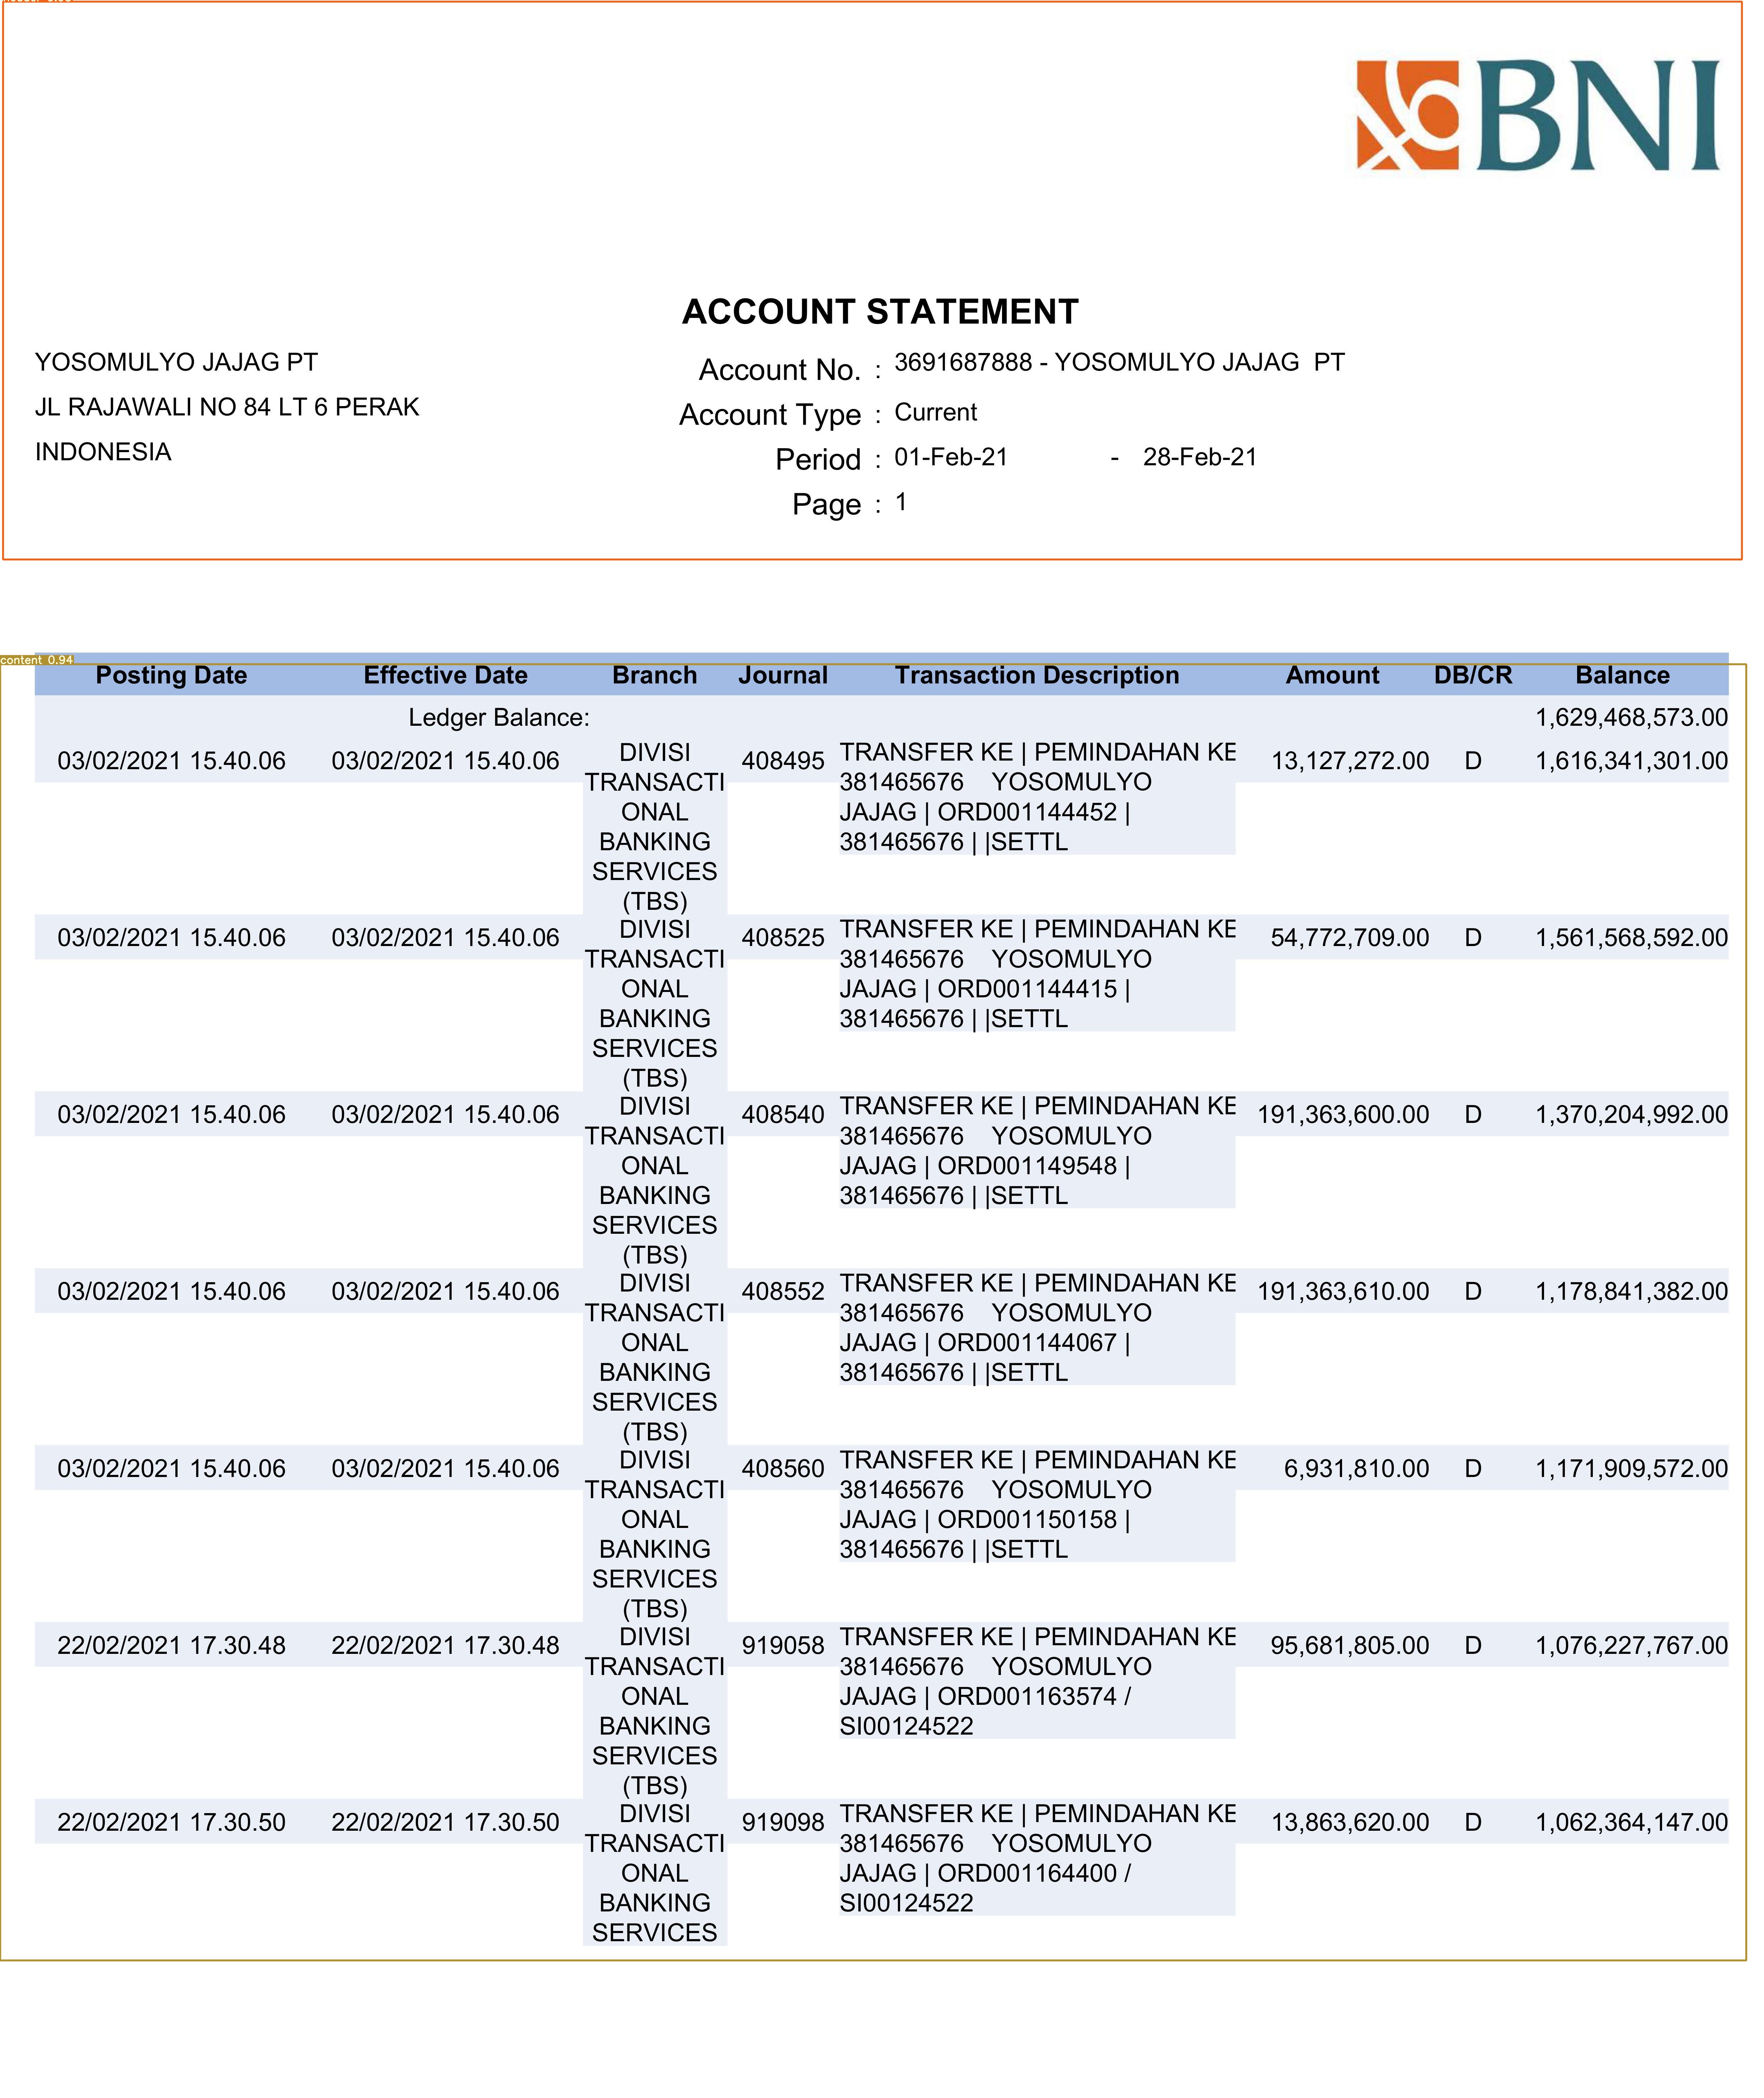 BNI
ACCOUNT STATEMENT
YOSOMULYO JAJAG PT
JL RAJAWALI NO 84 LT 6 PERAK
INDONESIA
Account No. : 3691687888 - YOSOMULYO JAJAG PT
Account Type : Current
Period : 01-Feb-21 - 28-Feb-21
Page : 1
content 0.94
Posting Date Effective Date Branch Journal Transaction Description Amount DB/CR Balance
Ledger Balance: 1,629,468,573.00
03/02/2021 15.40.06 03/02/2021 15.40.06 DIVISI 408495 TRANSFER KE | PEMINDAHAN KE 13,127,272.00 D 1,616,341,301.00
TRANSACTI 381465676 YOSOMULYO
ONAL JAJAG | ORD001144452 |
BANKING 381465676 | |SETTL
SERVICES
(TBS)
03/02/2021 15.40.06 03/02/2021 15.40.06 DIVISI 408525 TRANSFER KE | PEMINDAHAN KE 54,772,709.00 D 1,561,568,592.00
TRANSACTI 381465676 YOSOMULYO
ONAL JAJAG | ORD001144415 |
BANKING 381465676 | |SETTL
SERVICES
(TBS)
03/02/2021 15.40.06 03/02/2021 15.40.06 DIVISI 408540 TRANSFER KE | PEMINDAHAN KE 191,363,600.00 D 1,370,204,992.00
TRANSACTI 381465676 YOSOMULYO
ONAL JAJAG | ORD001149548 |
BANKING 381465676 | |SETTL
SERVICES
(TBS)
03/02/2021 15.40.06 03/02/2021 15.40.06 DIVISI 408552 TRANSFER KE | PEMINDAHAN KE 191,363,610.00 D 1,178,841,382.00
TRANSACTI 381465676 YOSOMULYO
ONAL JAJAG | ORD001144067 |
BANKING 381465676 | |SETTL
SERVICES
(TBS)
03/02/2021 15.40.06 03/02/2021 15.40.06 DIVISI 408560 TRANSFER KE | PEMINDAHAN KE 6,931,810.00 D 1,171,909,572.00
TRANSACTI 381465676 YOSOMULYO
ONAL JAJAG | ORD001150158 |
BANKING 381465676 | |SETTL
SERVICES
(TBS)
22/02/2021 17.30.48 22/02/2021 17.30.48 DIVISI 919058 TRANSFER KE | PEMINDAHAN KE 95,681,805.00 D 1,076,227,767.00
TRANSACTI 381465676 YOSOMULYO
ONAL JAJAG | ORD001163574 /
BANKING SI00124522
SERVICES
(TBS)
22/02/2021 17.30.50 22/02/2021 17.30.50 DIVISI 919098 TRANSFER KE | PEMINDAHAN KE 13,863,620.00 D 1,062,364,147.00
TRANSACTI 381465676 YOSOMULYO
ONAL JAJAG | ORD001164400 /
BANKING SI00124522
SERVICES